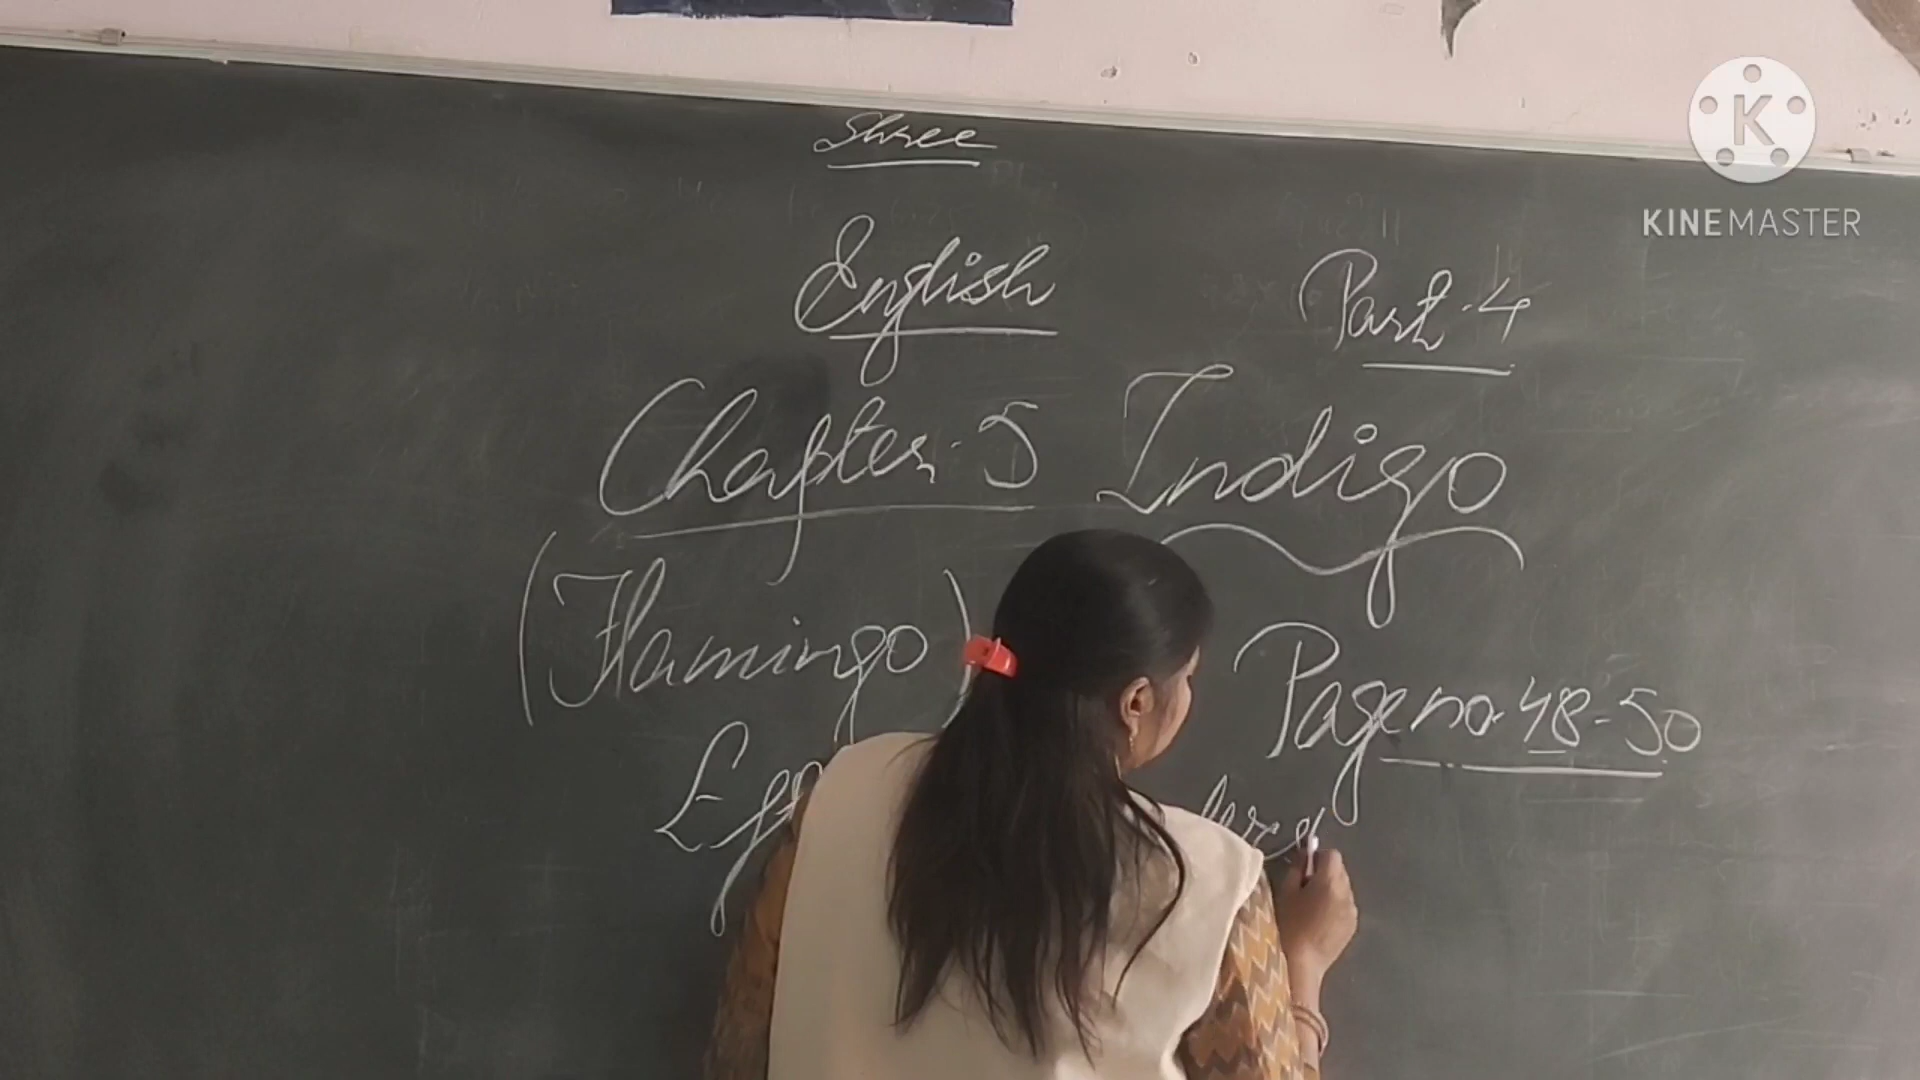 Shree
English
Part-4
Chapter-5 Indigo
(Flamingo)
Page no. 48-50
K
KINEMASTER